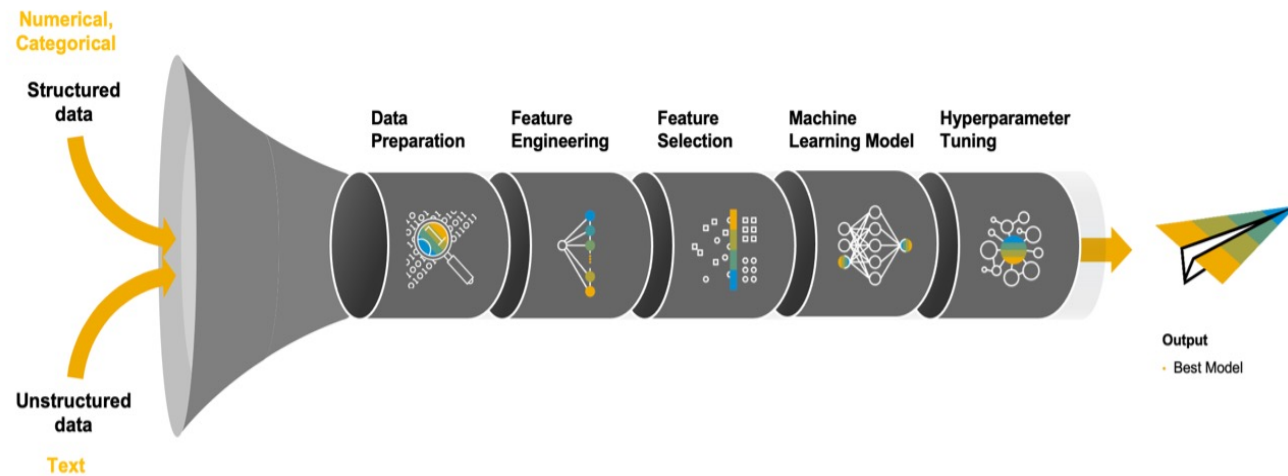 Numerical,
Categorical
Structured
data
Data
Preparation
Feature
Engineering
Feature
Selection
Machine
Learning Model
Hyperparameter
Tuning
Unstructured
data
Text
Output
• Best Model